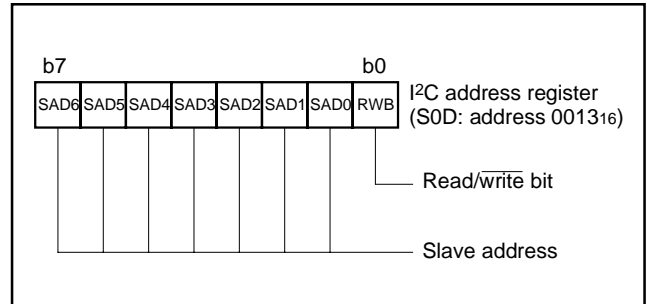 b7 b0
SAD6 SAD5 SAD4 SAD3 SAD2 SAD1 SAD0 RWB
I2C address register
(S0D: address 001316)
Read/write bit
Slave address